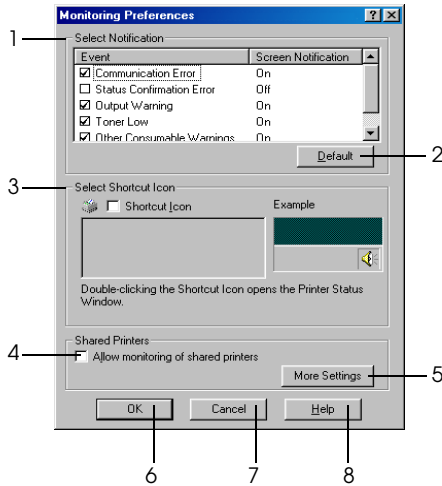 Monitoring Preferences
1
Select Notification
Event Screen Notification
Communication Error On
Status Confirmation Error Off
Output Warning On
Toner Low On
Other Consumable Warnings On
Default
2
3
Select Shortcut Icon
Shortcut Icon
Example
Double-clicking the Shortcut Icon opens the Printer Status
Window.
Shared Printers
4
Allow monitoring of shared printers
More Settings
5
OK Cancel Help
6 7 8